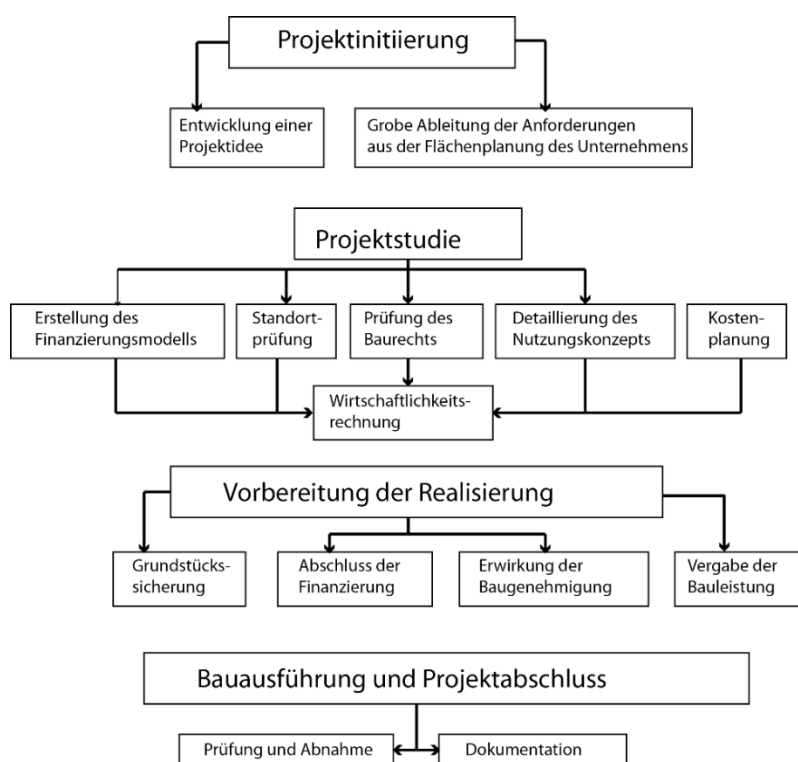 Projektinitiierung
Entwicklung einer
Projektidee
Grobe Ableitung der Anforderungen
aus der Flächenplanung des Unternehmens
Projektstudie
Erstellung des
Finanzierungsmodells
Standort-
prüfung
Prüfung des
Baurechts
Detaillierung des
Nutzungskonzepts
Kosten-
planung
Wirtschaftlichkeits-
rechnung
Vorbereitung der Realisierung
Grundstücks-
sicherung
Abschluss der
Finanzierung
Erwirkung der
Baugenehmigung
Vergabe der
Bauleistung
Bauausführung und Projektabschluss
Prüfung und Abnahme
Dokumentation